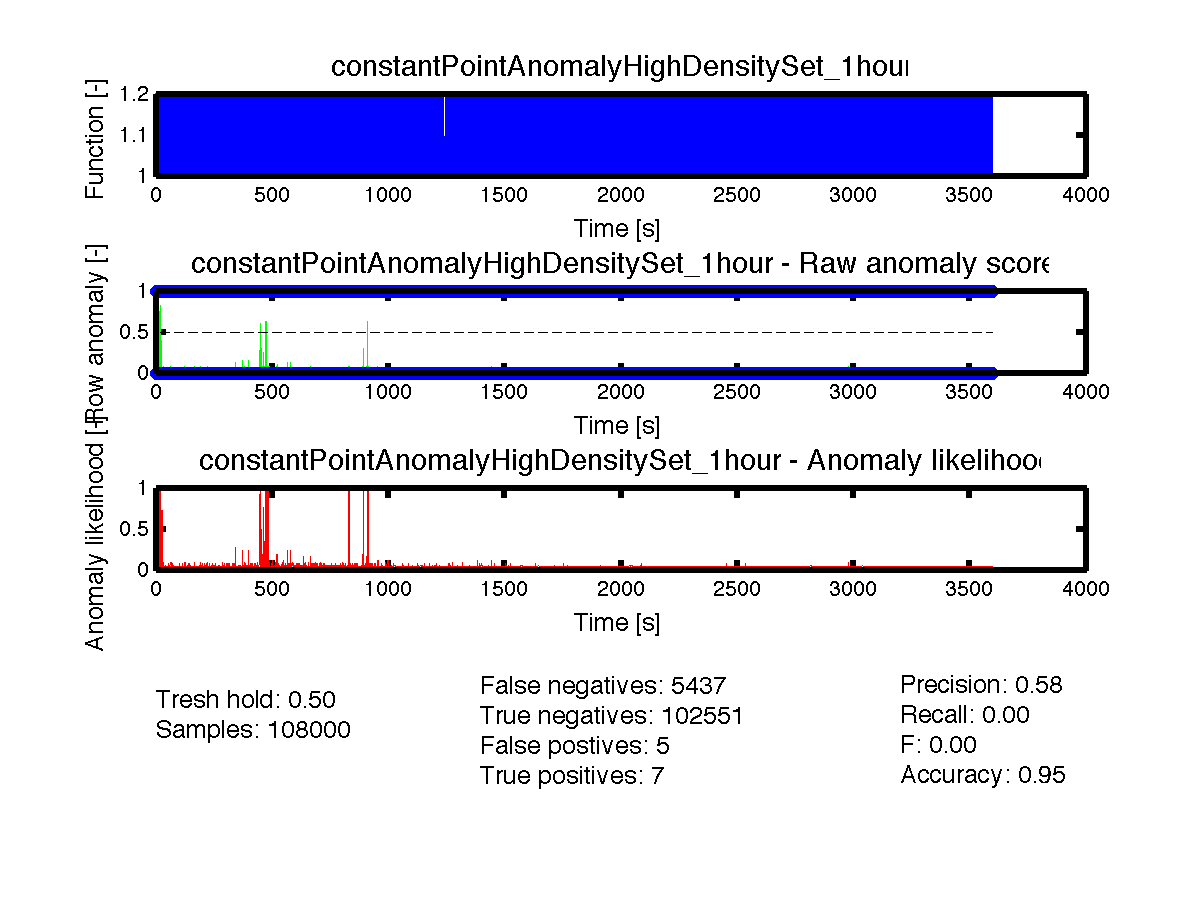 constantPointAnomalyHighDensitySet_1hour
Function [-]
1.2
1.1
1
0 500 1000 1500 2000 2500 3000 3500 4000
Time [s]
constantPointAnomalyHighDensitySet_1hour - Raw anomaly score
Row anomaly [-]
1
0.5
0
0 500 1000 1500 2000 2500 3000 3500 4000
Time [s]
constantPointAnomalyHighDensitySet_1hour - Anomaly likelihood
Anomaly likelihood [-]
1
0.5
0
0 500 1000 1500 2000 2500 3000 3500 4000
Time [s]
Tresh hold: 0.50
Samples: 108000
False negatives: 5437
True negatives: 102551
False postives: 5
True positives: 7
Precision: 0.58
Recall: 0.00
F: 0.00
Accuracy: 0.95